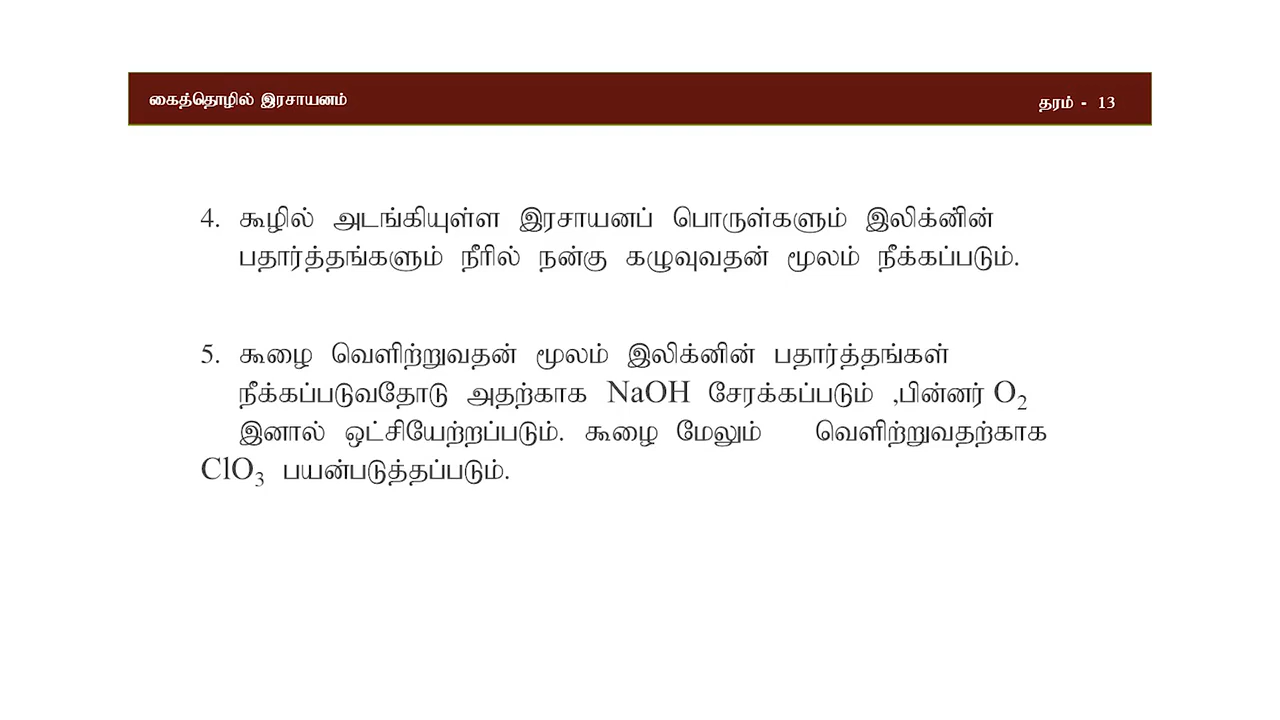 கைத்தொழில் இரசாயனம்
தரம் - 13
4. கூழில் அடங்கியுள்ள இரசாயனப் பொருள்களும் இலிக்னின்
பதார்த்தங்களும் நீரில் நன்கு கழுவுவதன் மூலம் நீக்கப்படும்.
5. கூழை வெளிற்றுவதன் மூலம் இலிக்னின் பதார்த்தங்கள்
நீக்கப்படுவதோடு அதற்காக NaOH சேரக்கப்படும் ,பின்னர் O₂
இனால் ஒட்சியேற்றப்படும். கூழை மேலும் வெளிற்றுவதற்காக
ClO₃ பயன்படுத்தப்படும்.